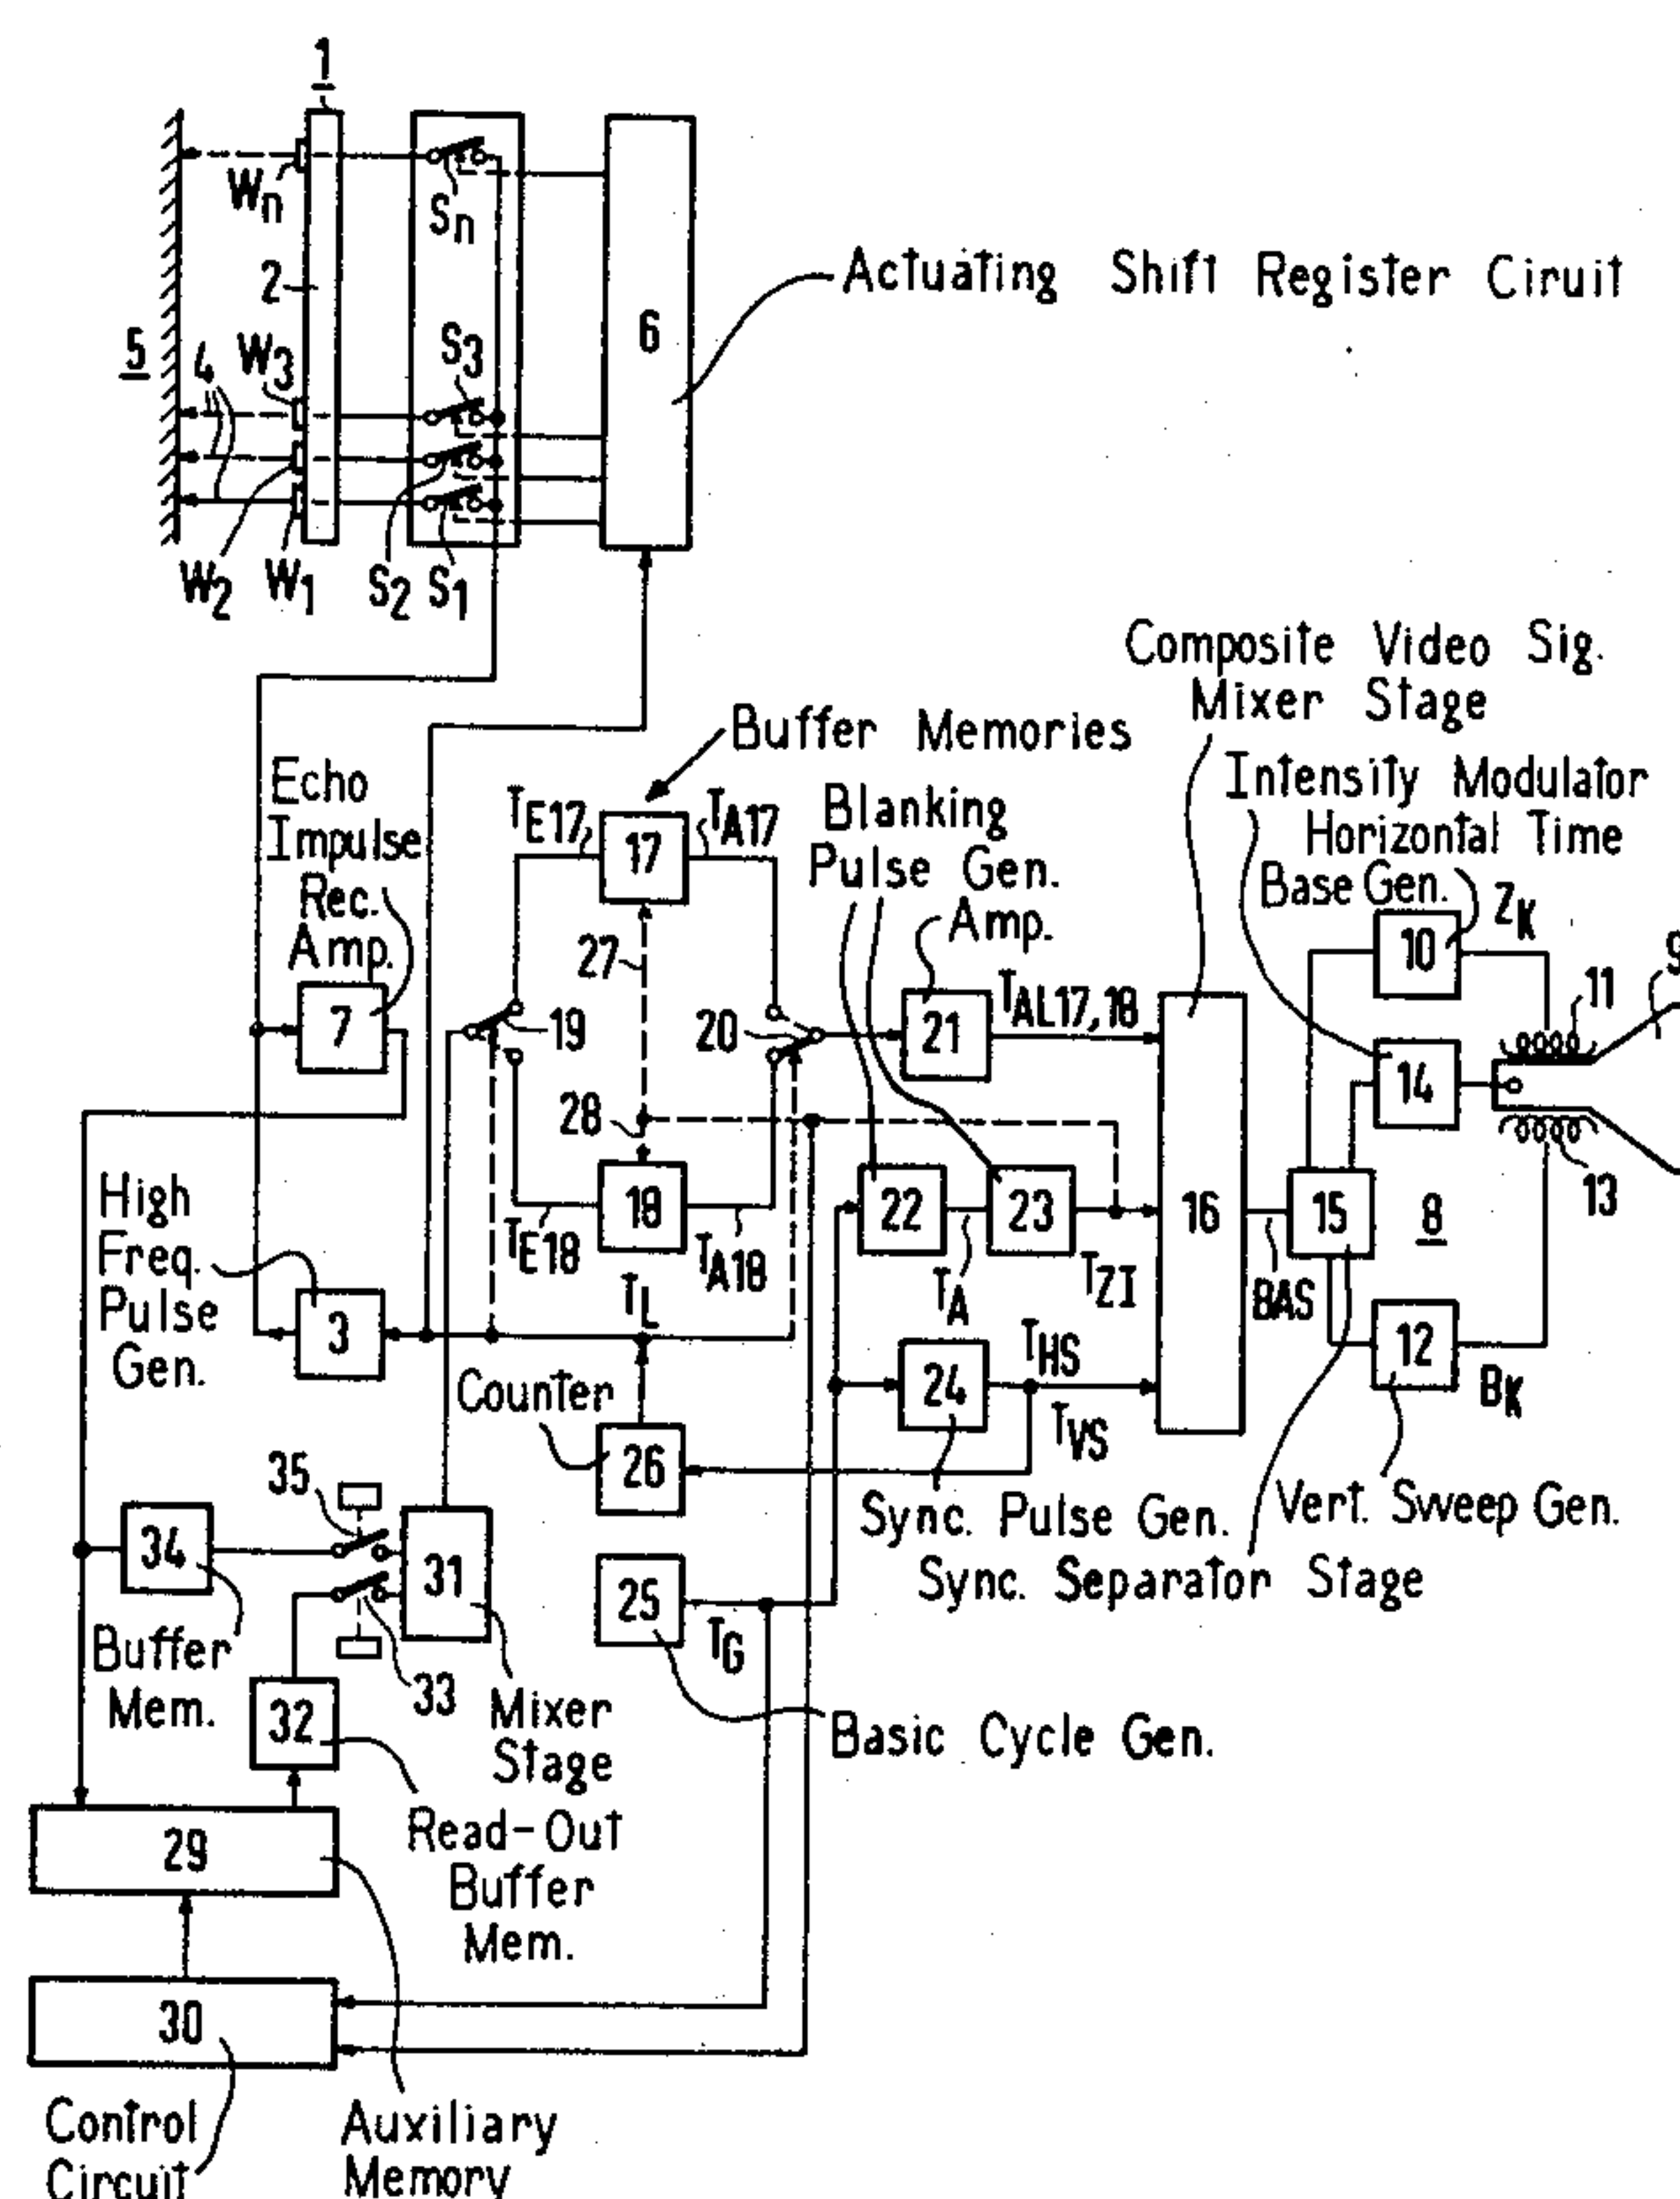 1
Wn
Sn
2
Actuating Shift Register Ciruit
6
5
4
W3
S3
W2
W1
S2
S1
Composite Video Sig.
Mixer Stage
Buffer Memories
Intensity Modulator
Horizontal Time
Base Gen.
ZK
Echo
Impulse
Rec.
Amp.
TE17
17
TA17
Blanking
Pulse Gen.
Amp.
10
9
27
11
7
19
20
21
TAL17,18
14
28
13
High
Freq.
Pulse
Gen.
18
22
23
16
15
8
TE18
TA18
TA
TZI
BAS
TL
3
12
BK
Counter
24
THS
TVS
26
35
Sync. Pulse Gen.
Vert. Sweep Gen.
Sync. Separator Stage
34
31
25
TG
Buffer
Mem.
33
32
Mixer
Stage
Basic Cycle Gen.
Read-Out
Buffer
Mem.
29
30
Control
Circuit
Auxiliary
Memory